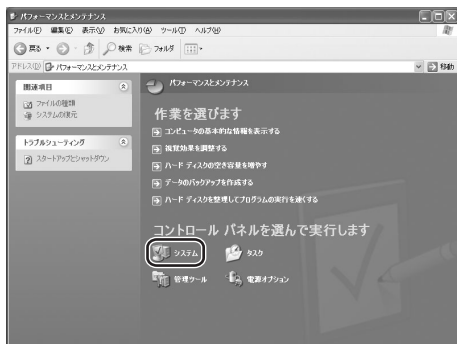 パフォーマンスとメンテナンス
ファイル(F) 編集(E) 表示(V) お気に入り(A) ツール(T) ヘルプ(H)
戻る 検索 フォルダ
アドレス(D) パフォーマンスとメンテナンス 移動
関連項目
ファイルの種類
システムの復元
トラブルシューティング
スタートアップとシャットダウン
パフォーマンスとメンテナンス
作業を選びます
コンピュータの基本的な情報を表示する
視覚効果を調整する
ハード ディスクの空き容量を増やす
データのバックアップを作成する
ハード ディスクを整理してプログラムの実行を速くする
コントロール パネルを選んで実行します
システム タスク
管理ツール 電源オプション